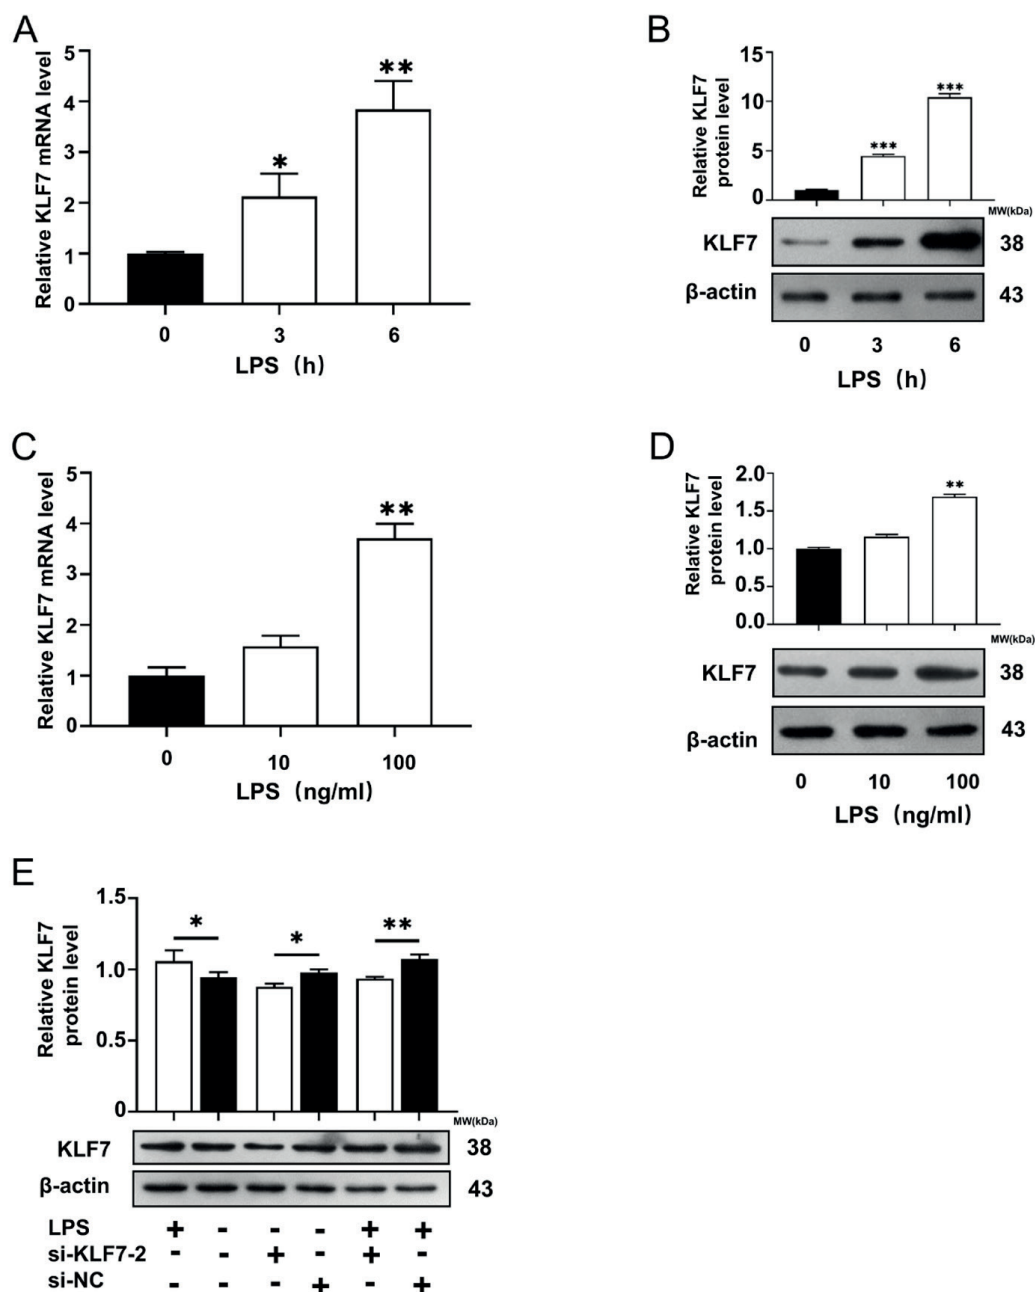 A
Relative KLF7 mRNA level
5
4
3
2
1
0
*
**
0 3 6
LPS (h)
B
Relative KLF7
protein level
15
10
5
0
***
***
MW(kDa)
KLF7 38
β-actin 43
0 3 6
LPS (h)
C
Relative KLF7 mRNA level
5
4
3
2
1
0
**
0 10 100
LPS (ng/ml)
D
Relative KLF7
protein level
2.0
1.5
1.0
0.5
0.0
**
MW(kDa)
KLF7 38
β-actin 43
0 10 100
LPS (ng/ml)
E
Relative KLF7
protein level
1.5
1.0
0.5
0
*
*
**
MW(kDa)
KLF7 38
β-actin 43
LPS + - - - + +
si-KLF7-2 - - + - + -
si-NC - - - + - +